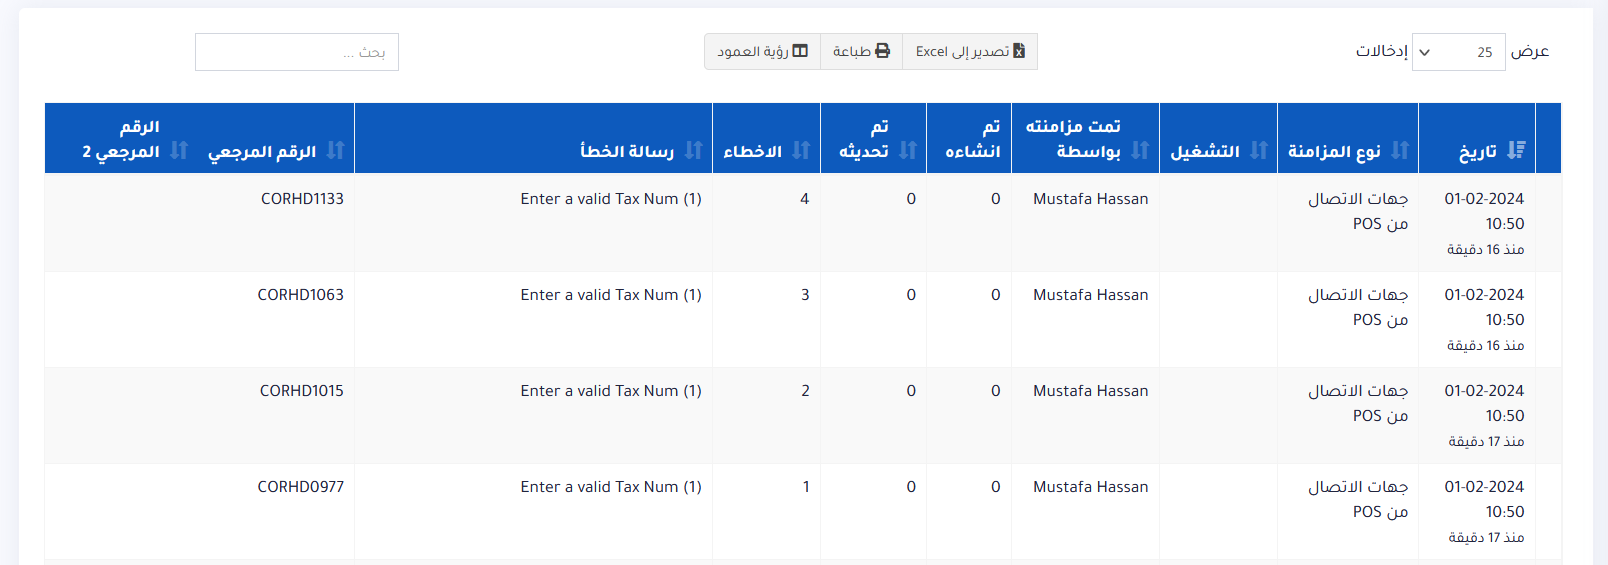 عرض 25 إدخالات
تصدير إلى Excel
طباعة
رؤية العمود
بحث ...
تاريخ
نوع المزامنة
التشغيل
تمت مزامنته
بواسطة
تم
انشاءه
تم
تحديثه
الاخطاء
رسالة الخطأ
الرقم المرجعي
الرقم
المرجعي 2
01-02-2024
10:50
منذ 16 دقيقة
جهات الاتصال
من POS
Mustafa Hassan
0
0
4
Enter a valid Tax Num (1)
CORHD1133
01-02-2024
10:50
منذ 16 دقيقة
جهات الاتصال
من POS
Mustafa Hassan
0
0
3
Enter a valid Tax Num (1)
CORHD1063
01-02-2024
10:50
منذ 17 دقيقة
جهات الاتصال
من POS
Mustafa Hassan
0
0
2
Enter a valid Tax Num (1)
CORHD1015
01-02-2024
10:50
منذ 17 دقيقة
جهات الاتصال
من POS
Mustafa Hassan
0
0
1
Enter a valid Tax Num (1)
CORHD0977